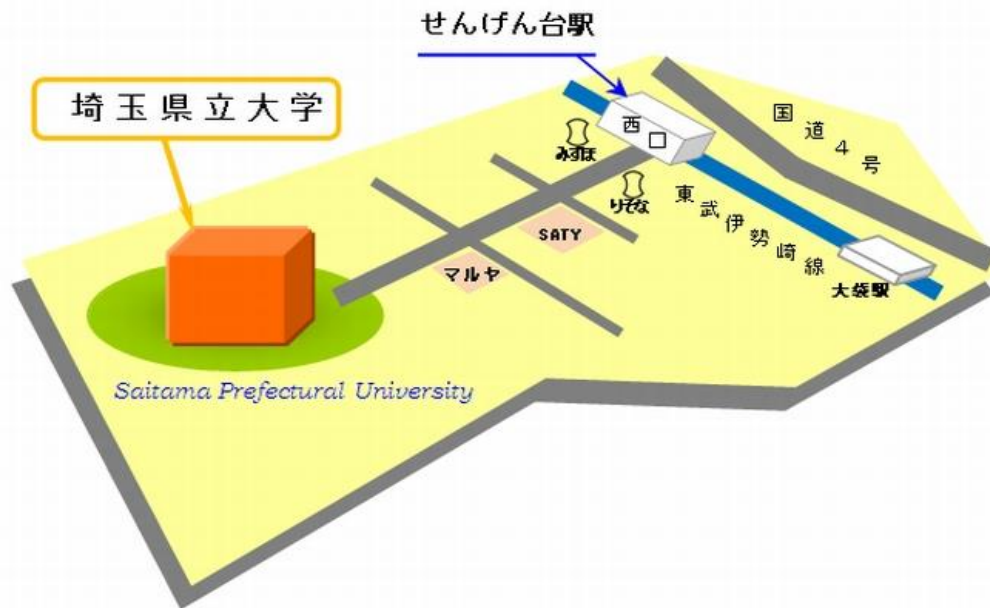 せんげん台駅
埼玉県立大学
西口
国道4号
みずほ
りそな
東武伊勢崎線
SATY
マルヤ
大袋駅
Saitama Prefectural University